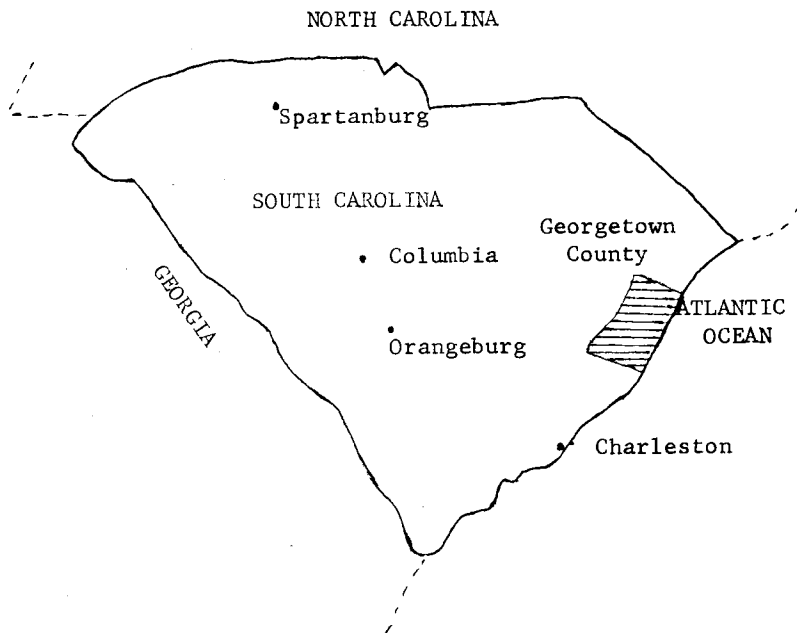 NORTH CAROLINA
Spartanburg
SOUTH CAROLINA
Georgetown
County
Columbia
GEORGIA
ATLANTIC
OCEAN
Orangeburg
Charleston